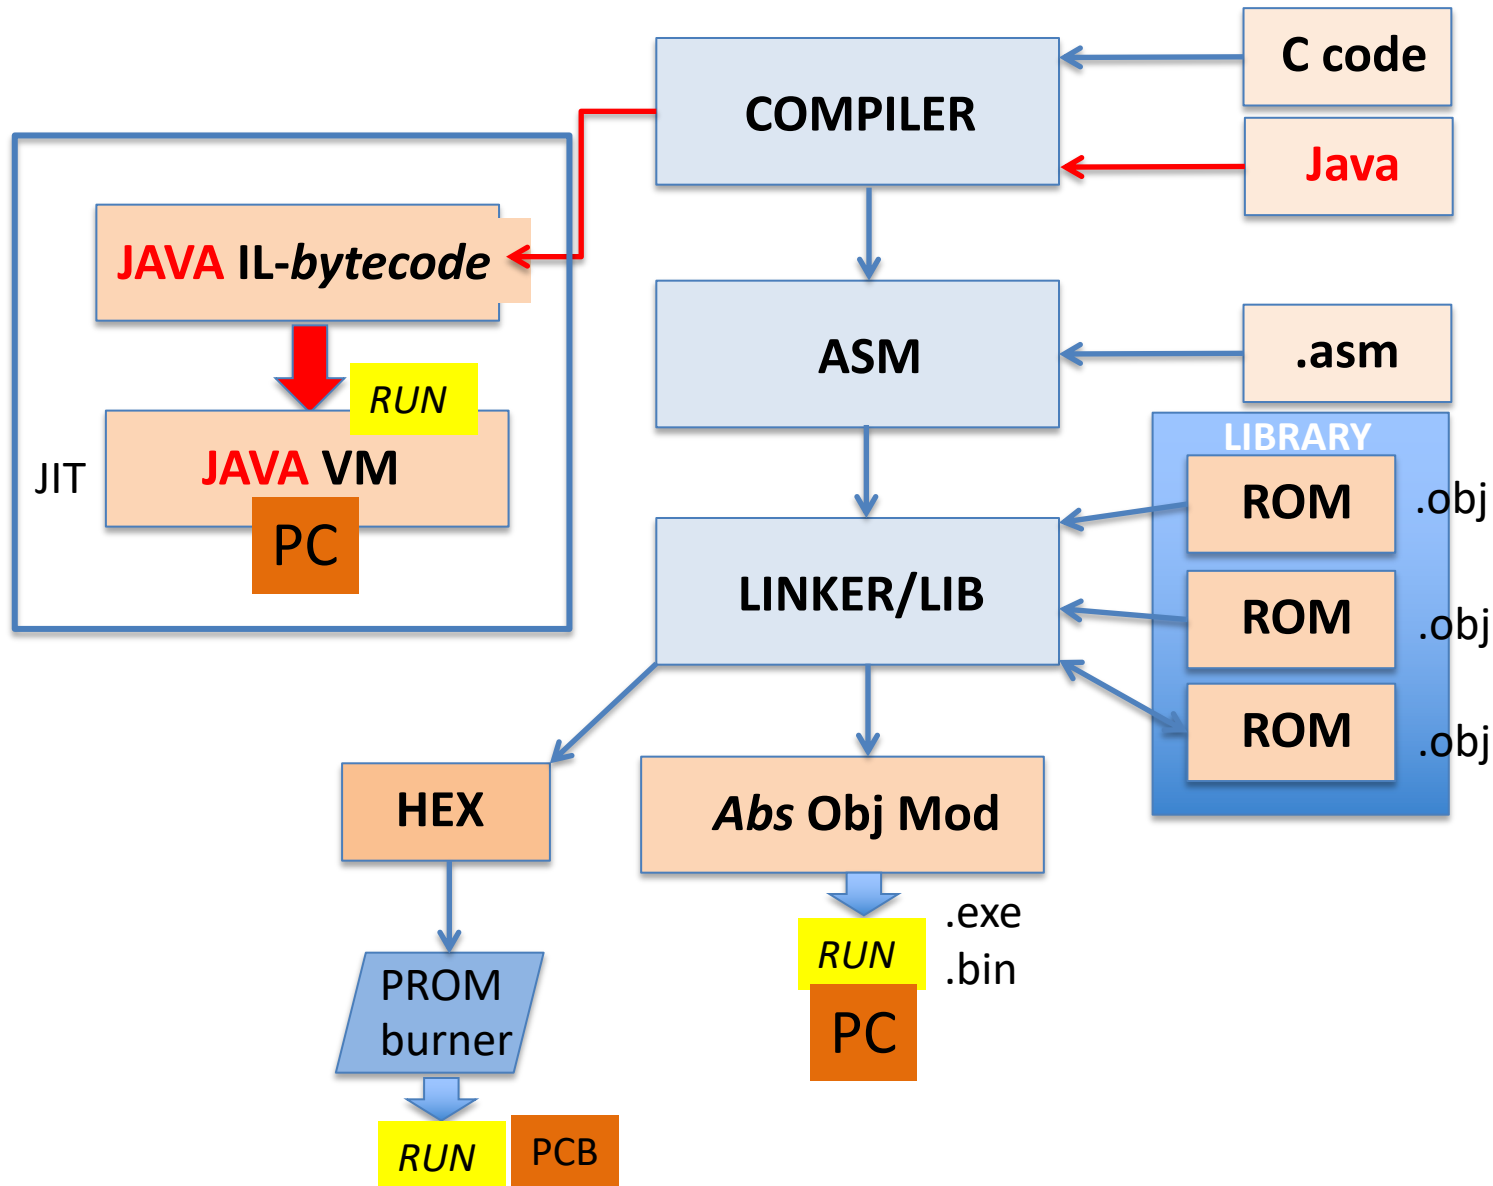 C code
COMPILER
Java
JAVA IL-bytecode
ASM
.asm
RUN
LIBRARY
JIT
JAVA VM
ROM
.obj
PC
LINKER/LIB
ROM
.obj
ROM
.obj
HEX
Abs Obj Mod
.exe
RUN
.bin
PROM
burner
PC
RUN
PCB